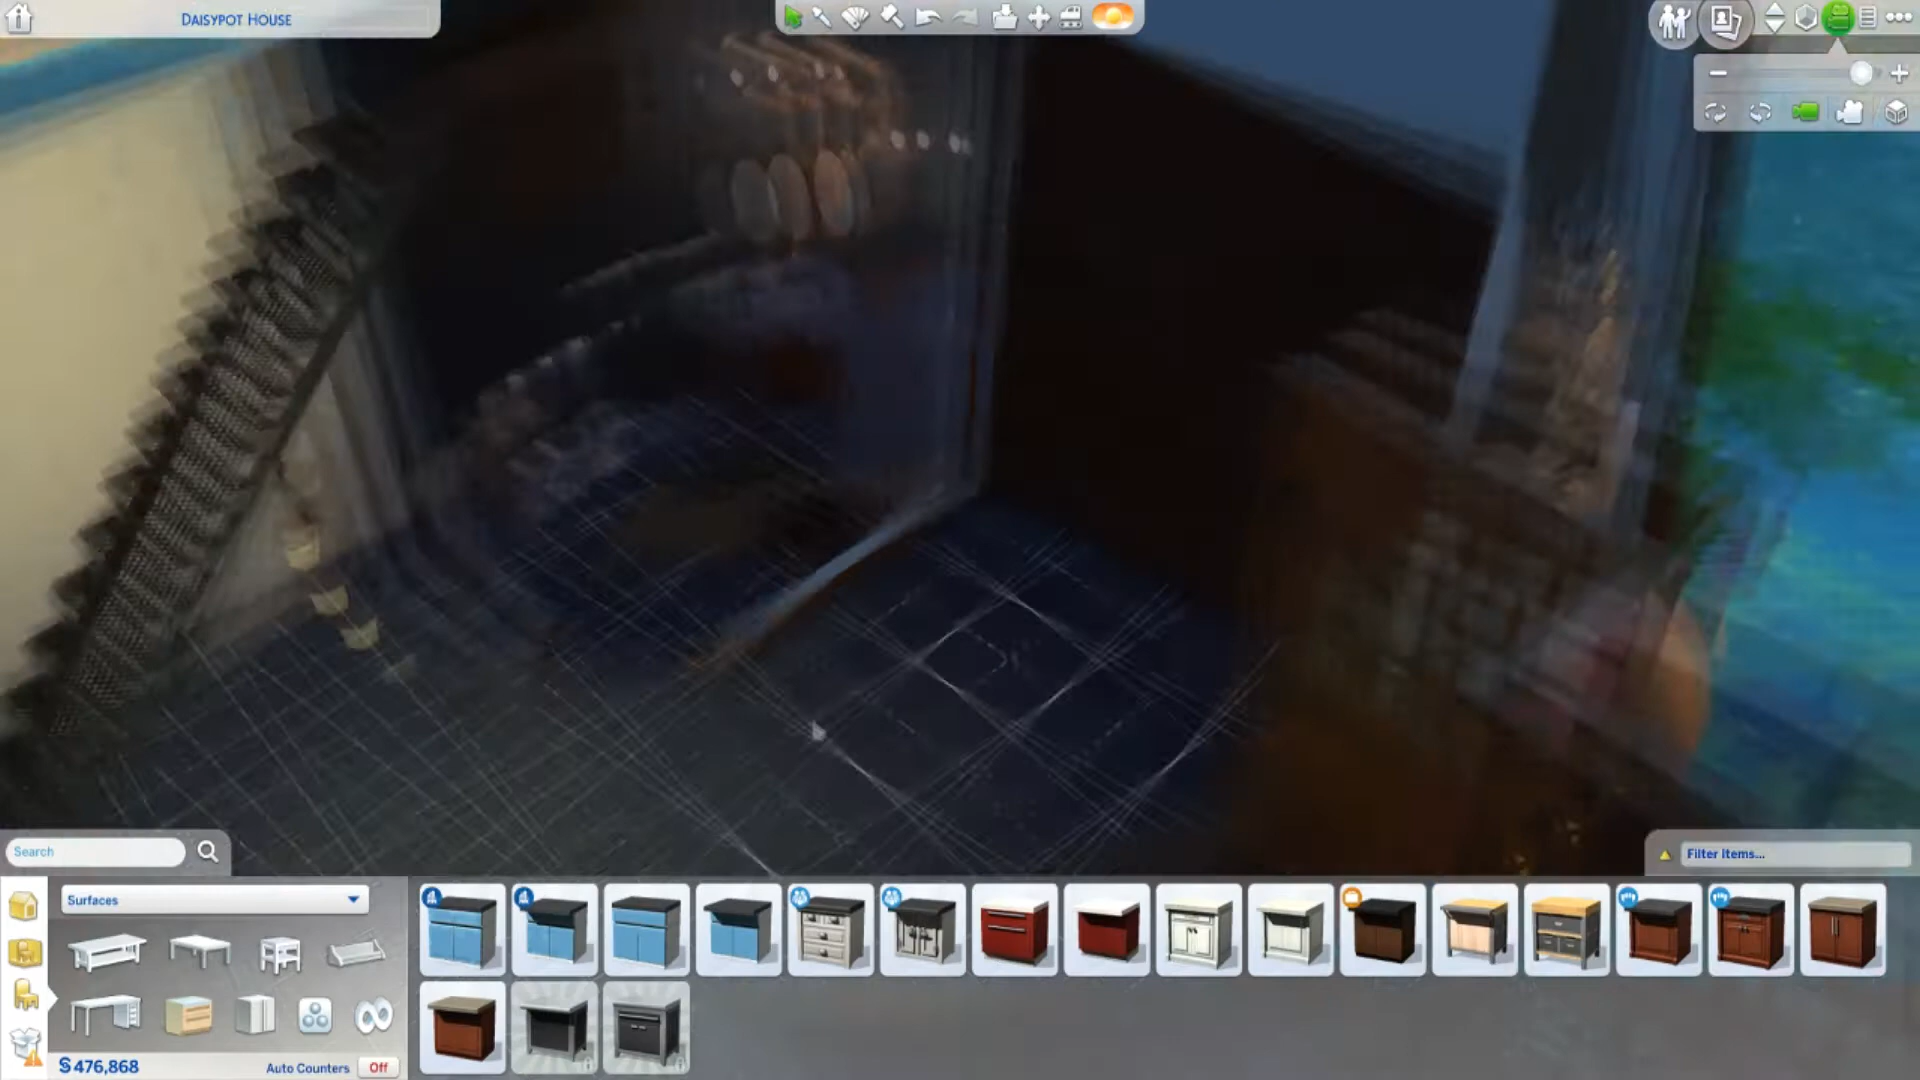 DAISYPOT HOUSE
Search
Filter Items...
Surfaces
§476,868
Auto Counters
Off